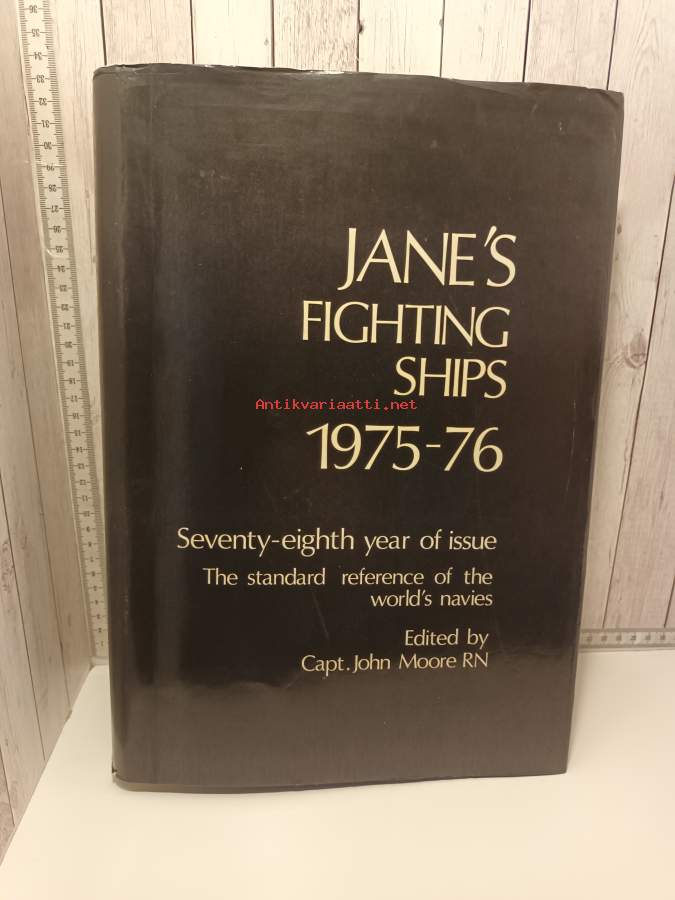 JANE'S
FIGHTING
SHIPS
Antikvariaatti.net
1975-76
Seventy-eighth year of issue
The standard reference of the
world's navies
Edited by
Capt. John Moore RN